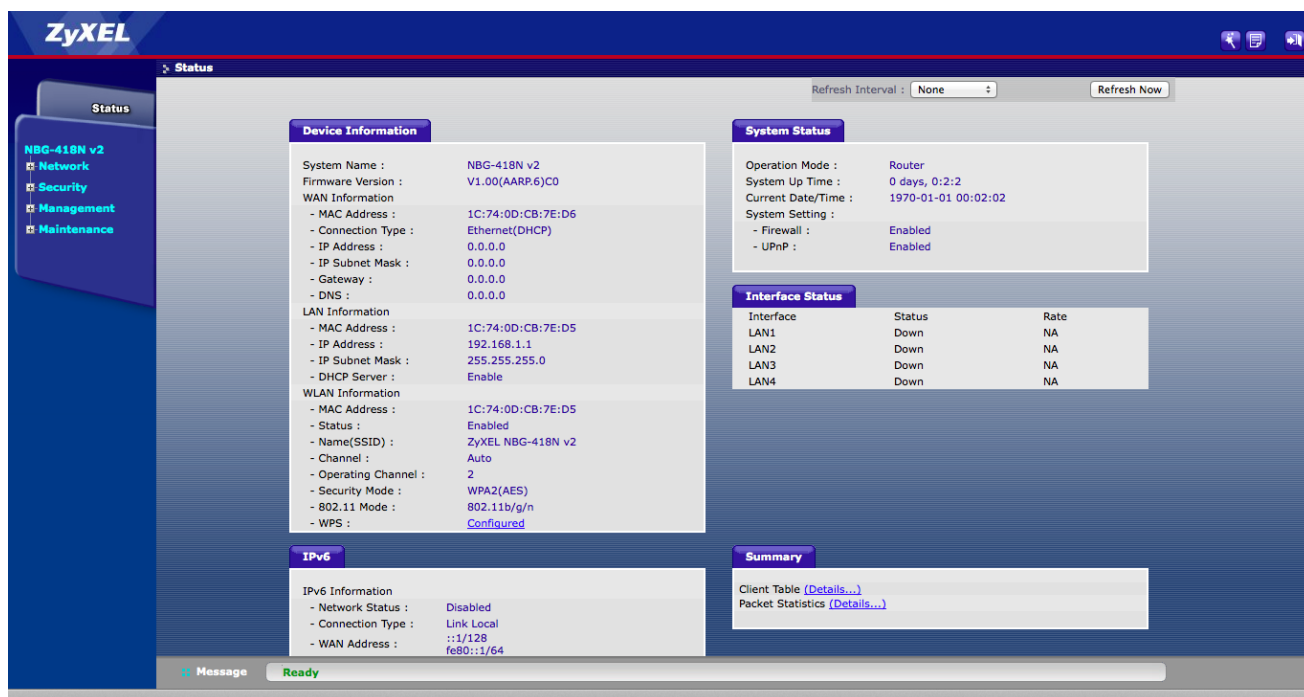 ZyXEL
Status
Refresh Interval : None
Refresh Now
Status
NBG-418N v2
Network
Security
Management
Maintenance
Device Information
System Name : NBG-418N v2
Firmware Version : V1.00(AARP.6)C0
WAN Information
- MAC Address : 1C:74:0D:CB:7E:D6
- Connection Type : Ethernet(DHCP)
- IP Address : 0.0.0.0
- IP Subnet Mask : 0.0.0.0
- Gateway : 0.0.0.0
- DNS : 0.0.0.0
LAN Information
- MAC Address : 1C:74:0D:CB:7E:D5
- IP Address : 192.168.1.1
- IP Subnet Mask : 255.255.255.0
- DHCP Server : Enable
WLAN Information
- MAC Address : 1C:74:0D:CB:7E:D5
- Status : Enabled
- Name(SSID) : ZyXEL NBG-418N v2
- Channel : Auto
- Operating Channel : 2
- Security Mode : WPA2(AES)
- 802.11 Mode : 802.11b/g/n
- WPS : Configured
IPv6
IPv6 Information
- Network Status : Disabled
- Connection Type : Link Local
- WAN Address : ::1/128
fe80::1/64
System Status
Operation Mode : Router
System Up Time : 0 days, 0:2:2
Current Date/Time : 1970-01-01 00:02:02
System Setting :
- Firewall : Enabled
- UPnP : Enabled
Interface Status
Interface Status Rate
LAN1 Down NA
LAN2 Down NA
LAN3 Down NA
LAN4 Down NA
Summary
Client Table (Details...)
Packet Statistics (Details...)
Message Ready